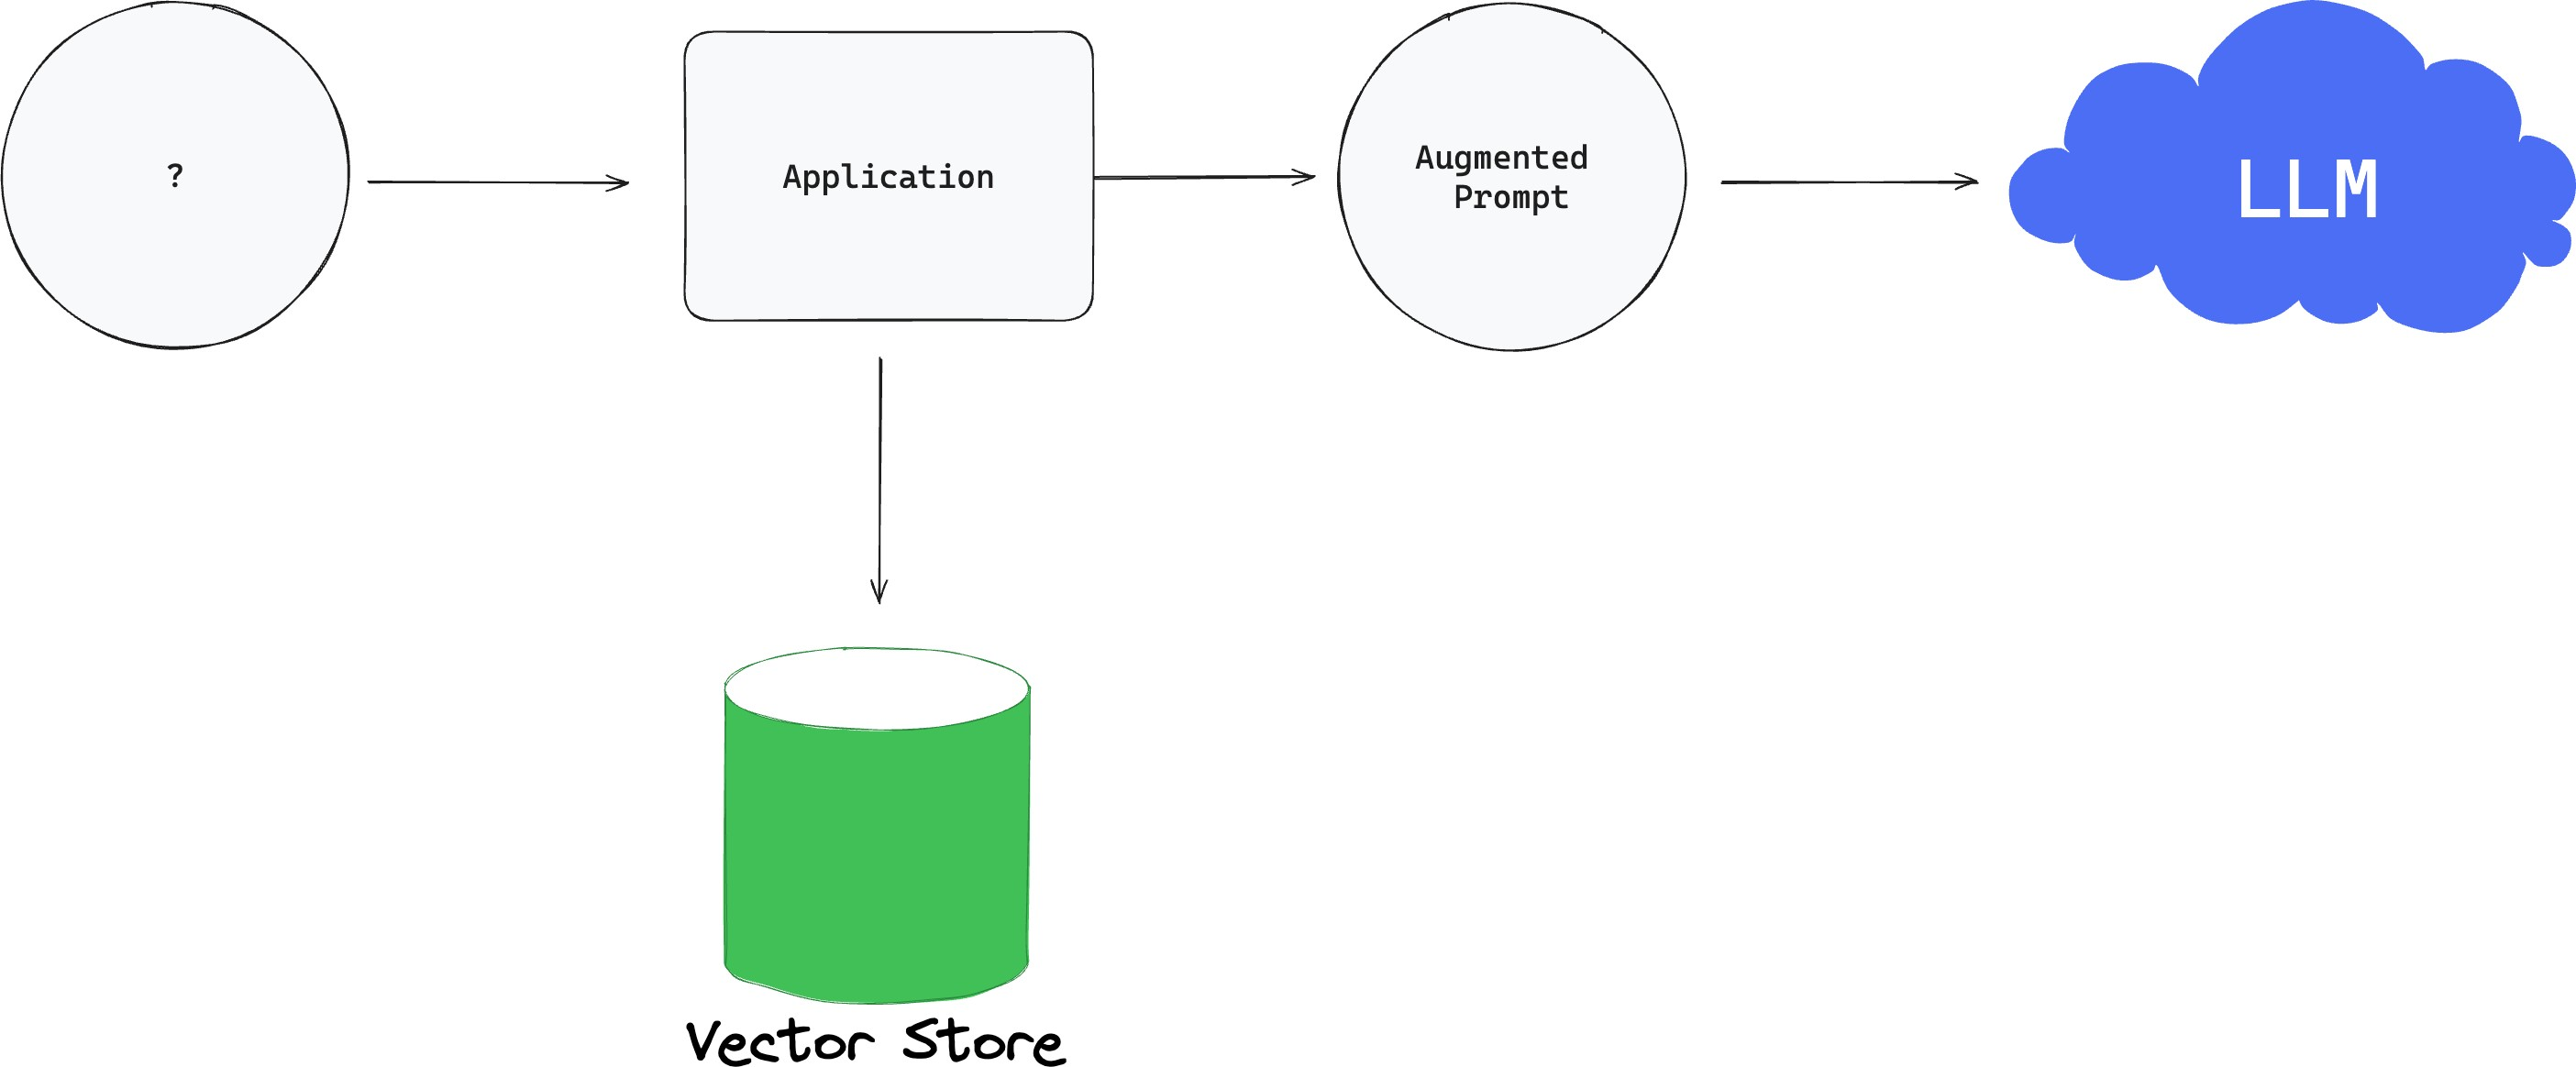 ?
Application
Augmented
Prompt
LLM
Vector Store